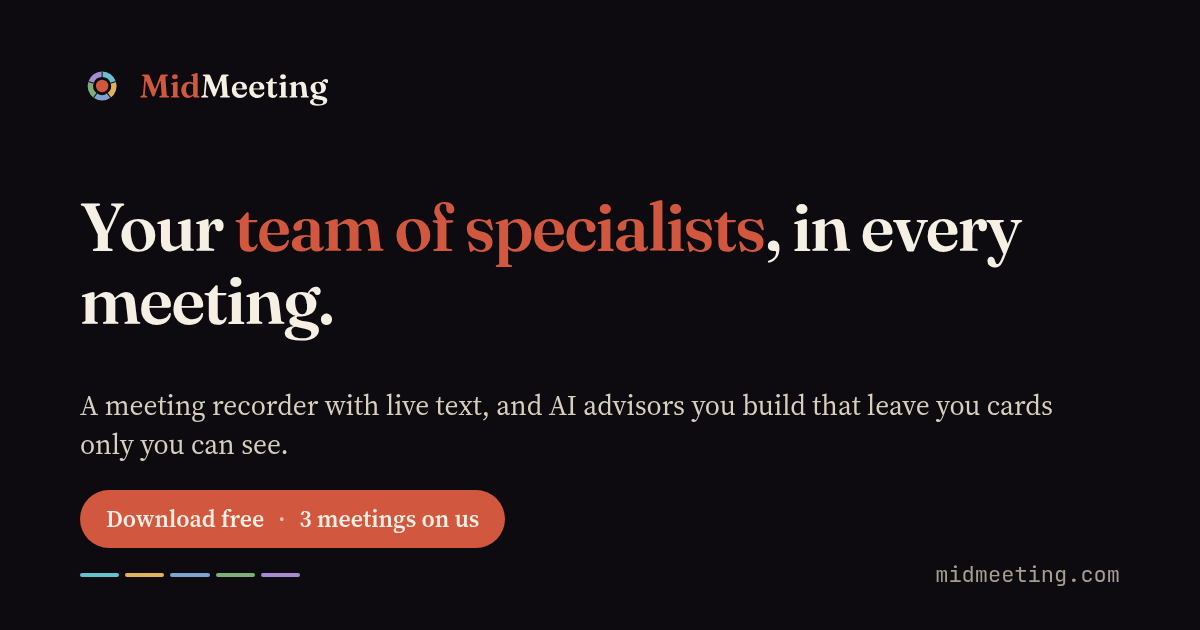 MidMeeting
Your team of specialists, in every
meeting.
A meeting recorder with live text, and AI advisors you build that leave you cards
only you can see.
Download free · 3 meetings on us
midmeeting.com